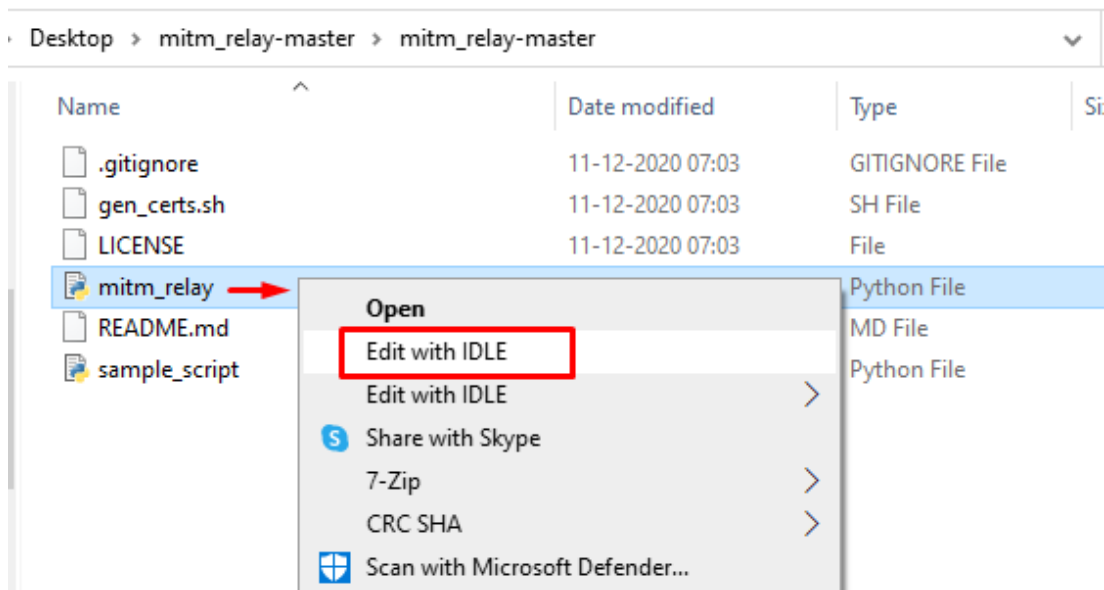 Desktop > mitm_relay-master > mitm_relay-master
Name Date modified Type
.gitignore 11-12-2020 07:03 GITIGNORE File
gen_certs.sh 11-12-2020 07:03 SH File
LICENSE 11-12-2020 07:03 File
mitm_relay Python File
Open
README.md MD File
Edit with IDLE
sample_script Python File
Edit with IDLE
Share with Skype
7-Zip
CRC SHA
Scan with Microsoft Defender...